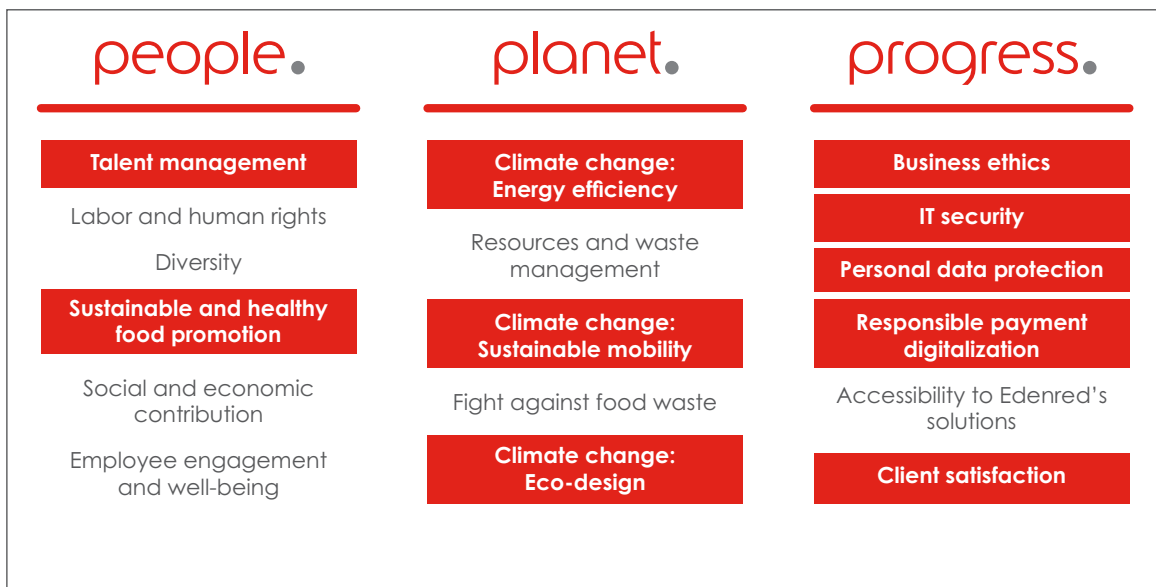 people.
Talent management
Labor and human rights
Diversity
Sustainable and healthy
food promotion
Social and economic
contribution
Employee engagement
and well-being
planet.
Climate change:
Energy efficiency
Resources and waste
management
Climate change:
Sustainable mobility
Fight against food waste
Climate change:
Eco-design
progress.
Business ethics
IT security
Personal data protection
Responsible payment
digitalization
Accessibility to Edenred’s
solutions
Client satisfaction